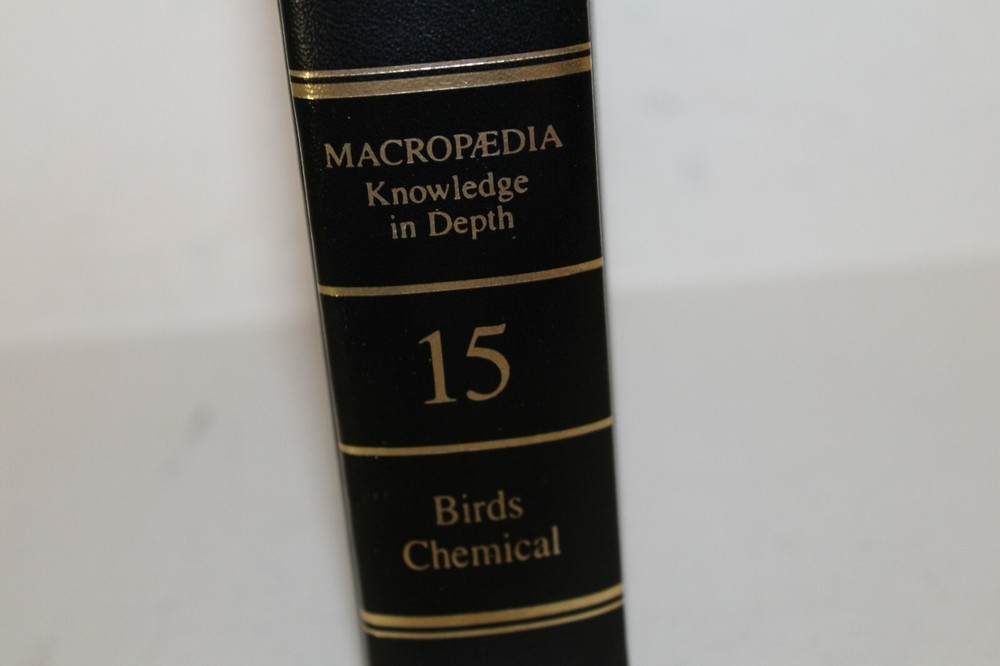 MACROPÆDIA
Knowledge
in Depth
15
Birds
Chemical